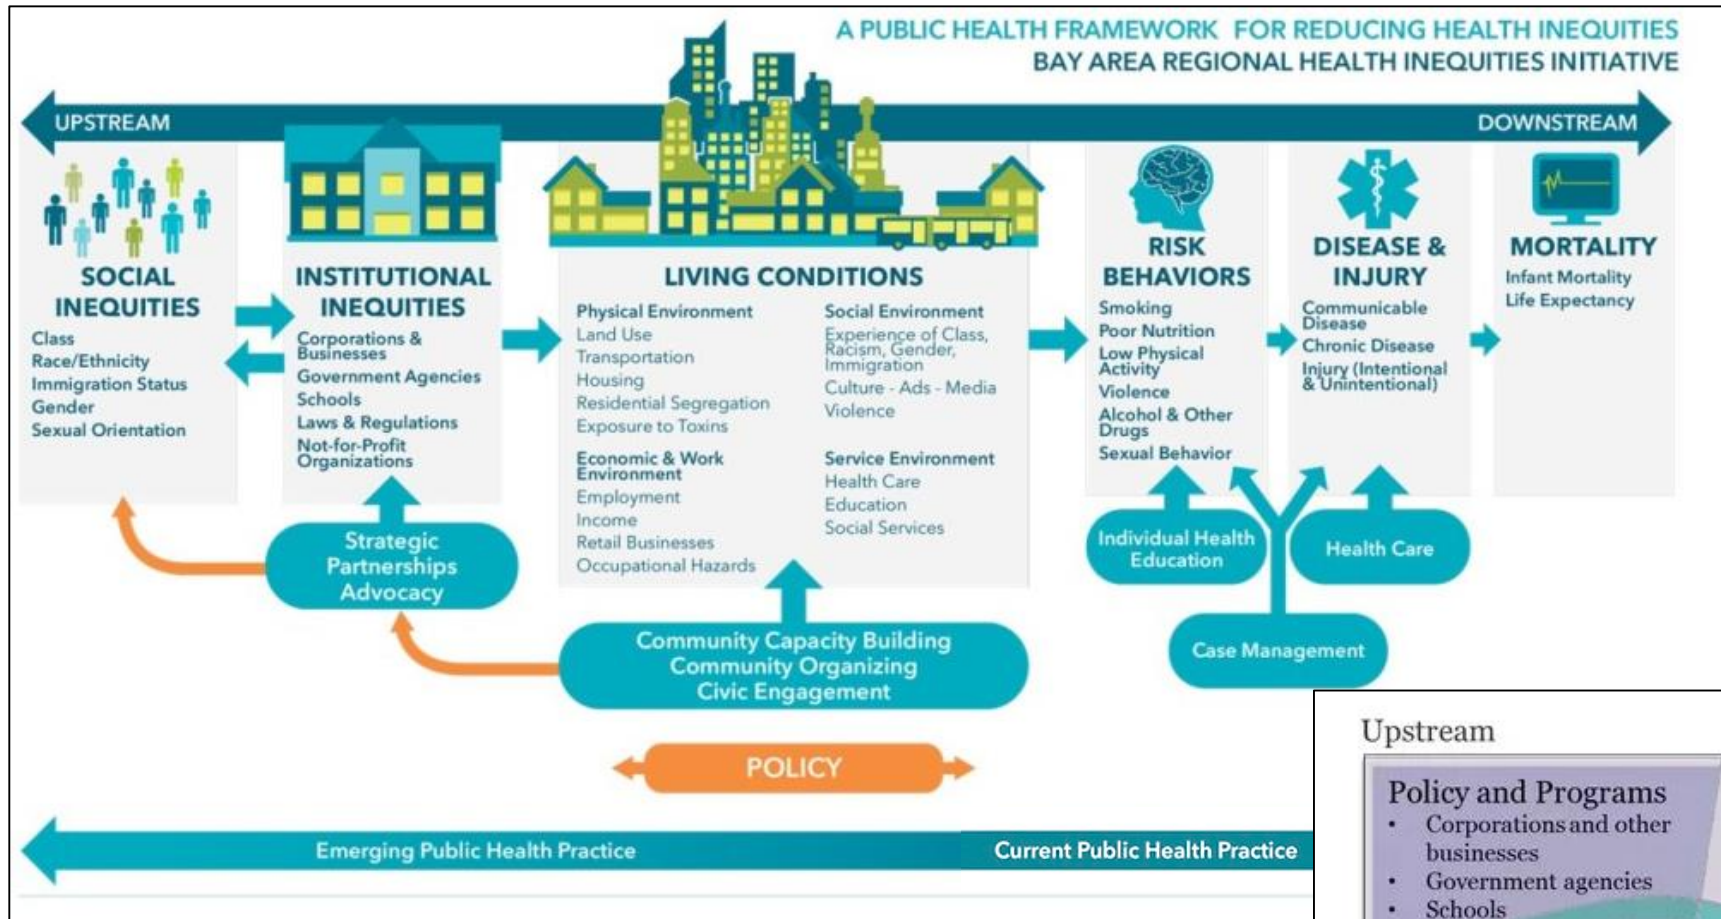 A PUBLIC HEALTH FRAMEWORK FOR REDUCING HEALTH INEQUITIES
BAY AREA REGIONAL HEALTH INEQUITIES INITIATIVE
UPSTREAM
DOWNSTREAM
SOCIAL
INEQUITIES
Class
Race/Ethnicity
Immigration Status
Gender
Sexual Orientation
INSTITUTIONAL
INEQUITIES
Corporations &
Businesses
Government Agencies
Schools
Laws & Regulations
Not-for-Profit
Organizations
Strategic
Partnerships
Advocacy
LIVING CONDITIONS
Physical Environment
Land Use
Transportation
Housing
Residential Segregation
Exposure to Toxins
Economic & Work
Environment
Employment
Income
Retail Businesses
Occupational Hazards
Social Environment
Experience of Class,
Racism, Gender,
Immigration
Culture - Ads - Media
Violence
Service Environment
Health Care
Education
Social Services
Community Capacity Building
Community Organizing
Civic Engagement
RISK
BEHAVIORS
Smoking
Poor Nutrition
Low Physical
Activity
Violence
Alcohol & Other
Drugs
Sexual Behavior
Individual Health
Education
DISEASE &
INJURY
Communicable
Disease
Chronic Disease
Injury (Intentional
& Unintentional)
Health Care
Case Management
MORTALITY
Infant Mortality
Life Expectancy
POLICY
Emerging Public Health Practice
Current Public Health Practice
Upstream
Policy and Programs
• Corporations and other
businesses
• Government agencies
• Schools